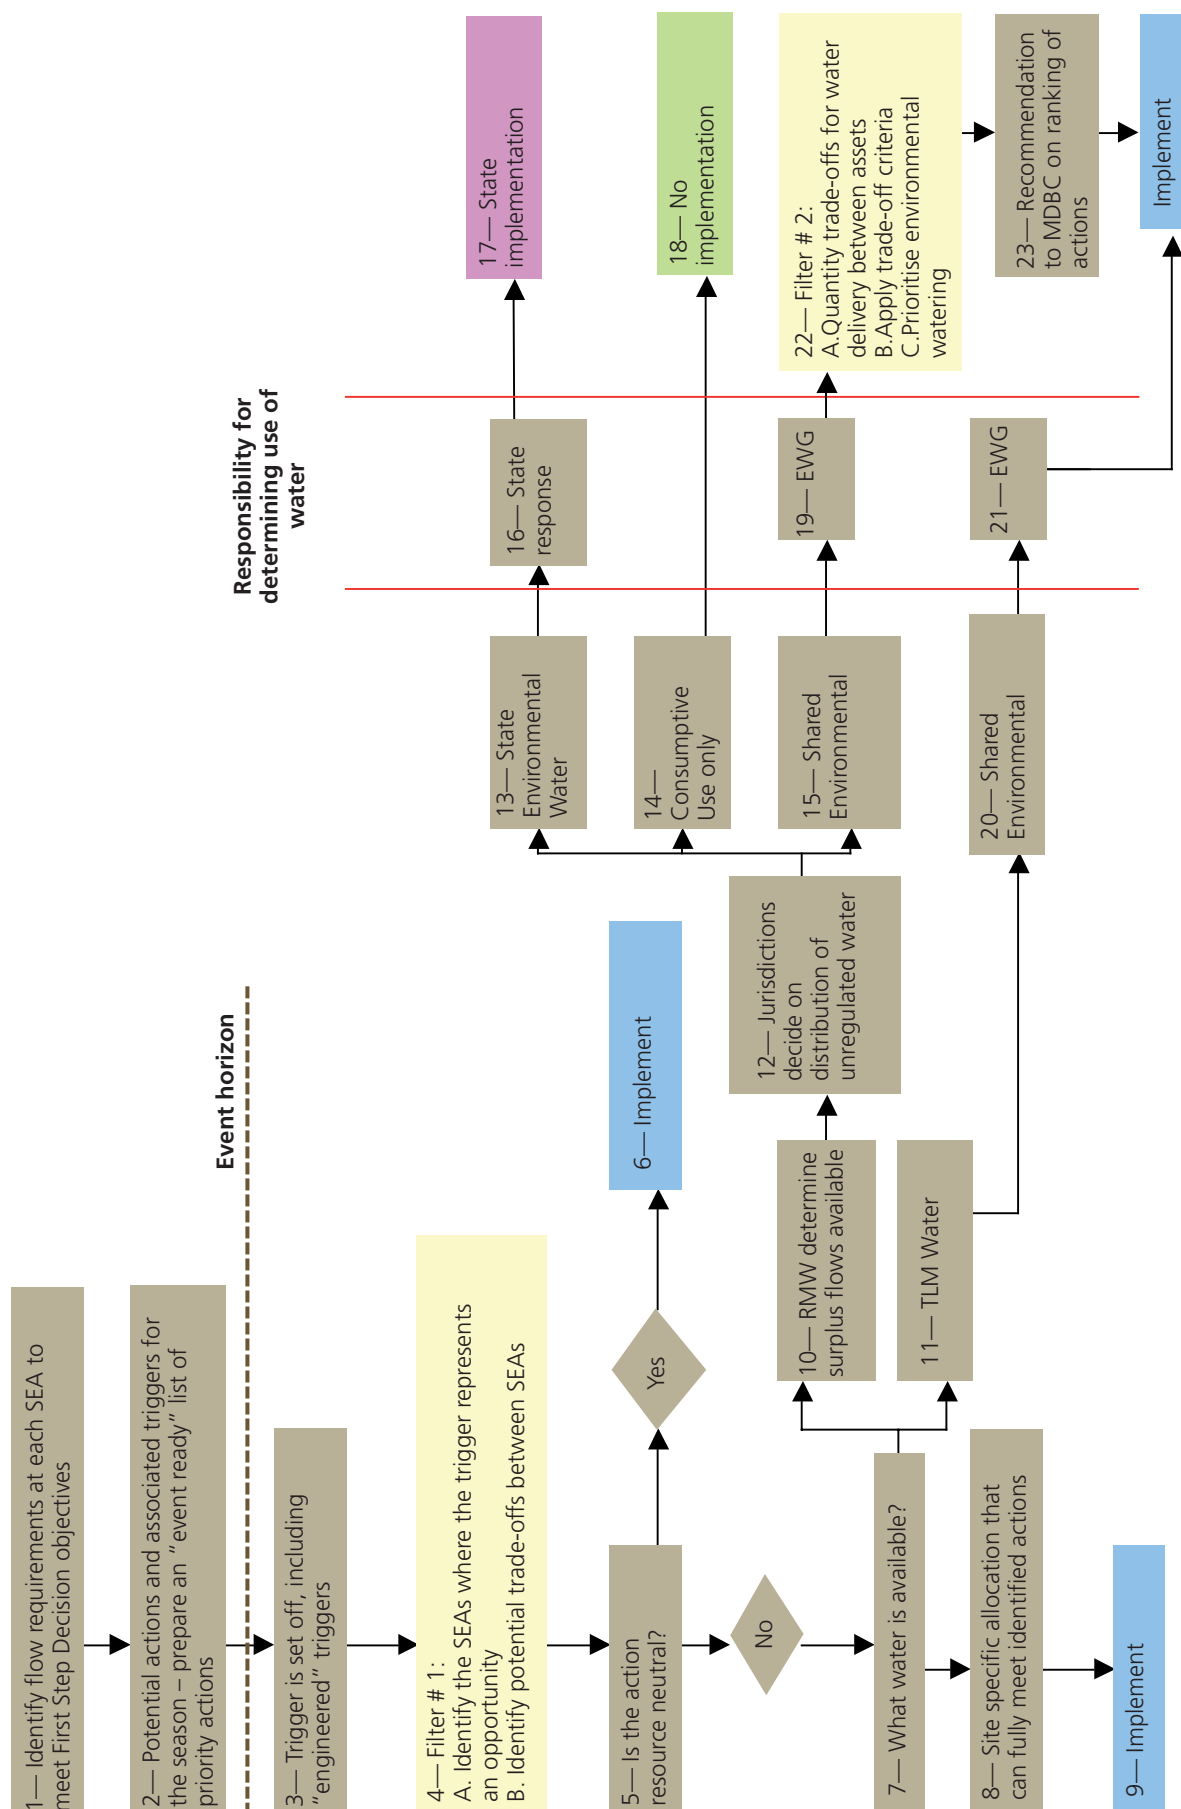 1— Identify flow requirements at each SEA to
meet First Step Decision objectives
2— Potential actions and associated triggers for
the season – prepare an “event ready” list of
priority actions
Event horizon
3— Trigger is set off, including
“engineered” triggers
4— Filter # 1:
A. Identify the SEAs where the trigger represents
an opportunity
B. Identify potential trade-offs between SEAs
5— Is the action
resource neutral?
Yes
6— Implement
No
7— What water is available?
8— Site specific allocation that
can fully meet identified actions
9— Implement
10— RMW determine
surplus flows available
11— TLM Water
12— Jurisdictions
decide on
distribution of
unregulated water
Responsibility for
determining use of
water
13— State
Environmental
Water
14—
Consumptive
Use only
15— Shared
Environmental
16— State
response
17— State
implementation
18— No
implementation
19— EWG
20— Shared
Environmental
21— EWG
22— Filter # 2:
A.Quantity trade-offs for water
delivery between assets
B.Apply trade-off criteria
C.Prioritise environmental
watering
23— Recommendation
to MDBC on ranking of
actions
Implement